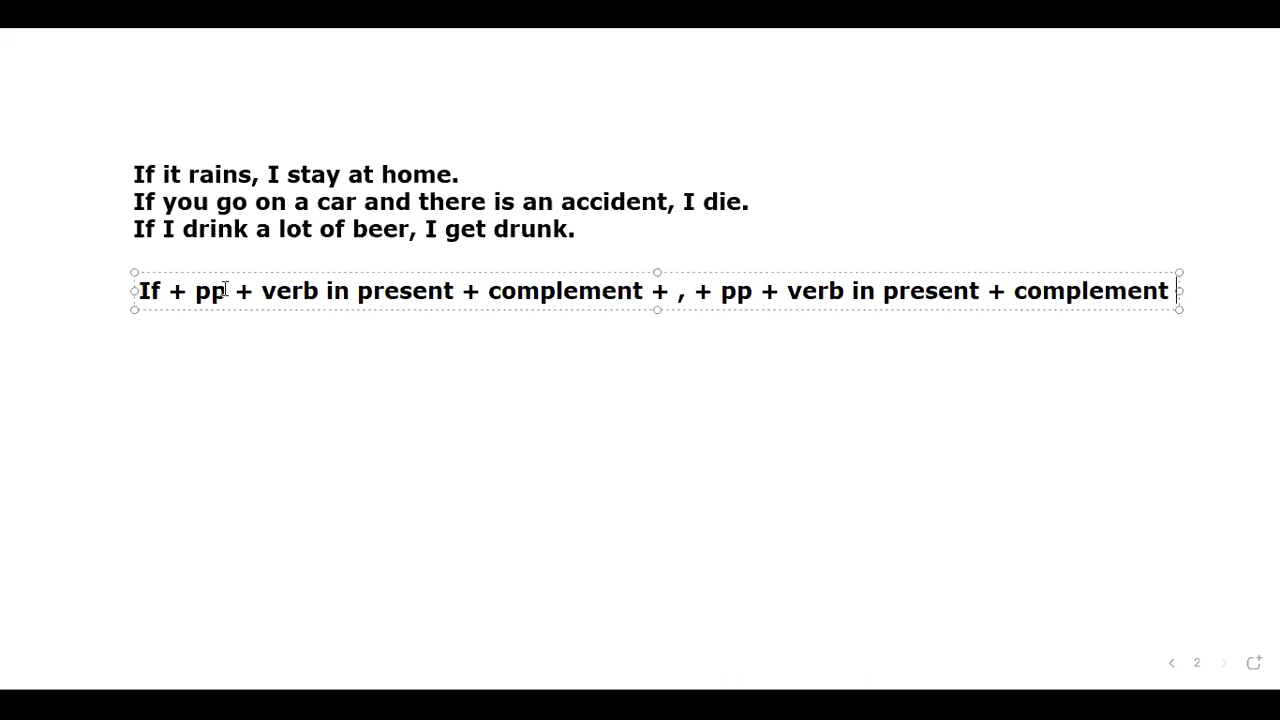 If it rains, I stay at home.
If you go on a car and there is an accident, I die.
If I drink a lot of beer, I get drunk.
If + pp + verb in present + complement + , + pp + verb in present + complement
2